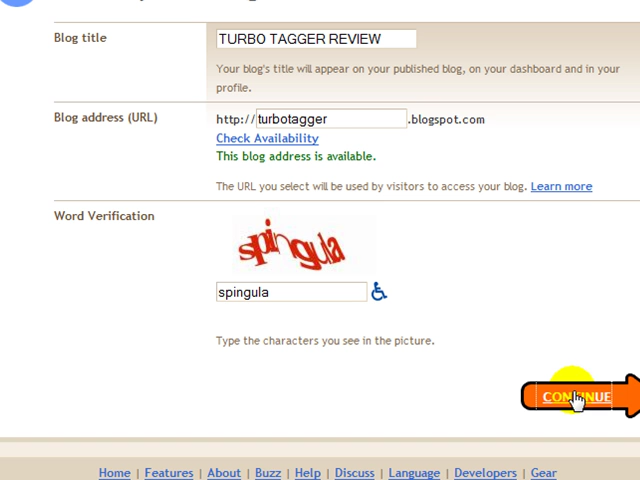 Blog title
TURBO TAGGER REVIEW
Your blog's title will appear on your published blog, on your dashboard and in your
profile.
Blog address (URL)
http:// turbotagger .blogspot.com
Check Availability
This blog address is available.
The URL you select will be used by visitors to access your blog. Learn more
Word Verification
spingula
spingula
Type the characters you see in the picture.
CONTINUE
Home | Features | About | Buzz | Help | Discuss | Language | Developers | Gear